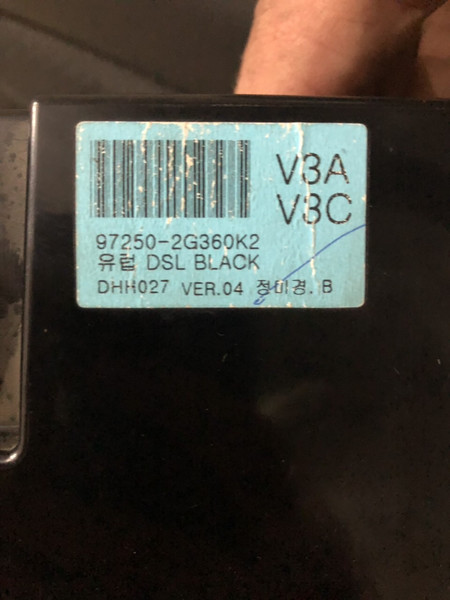 V3A
V3C
97250-2G360K2
유럽 DSL BLACK
DHH027 VER.04 정미경. B